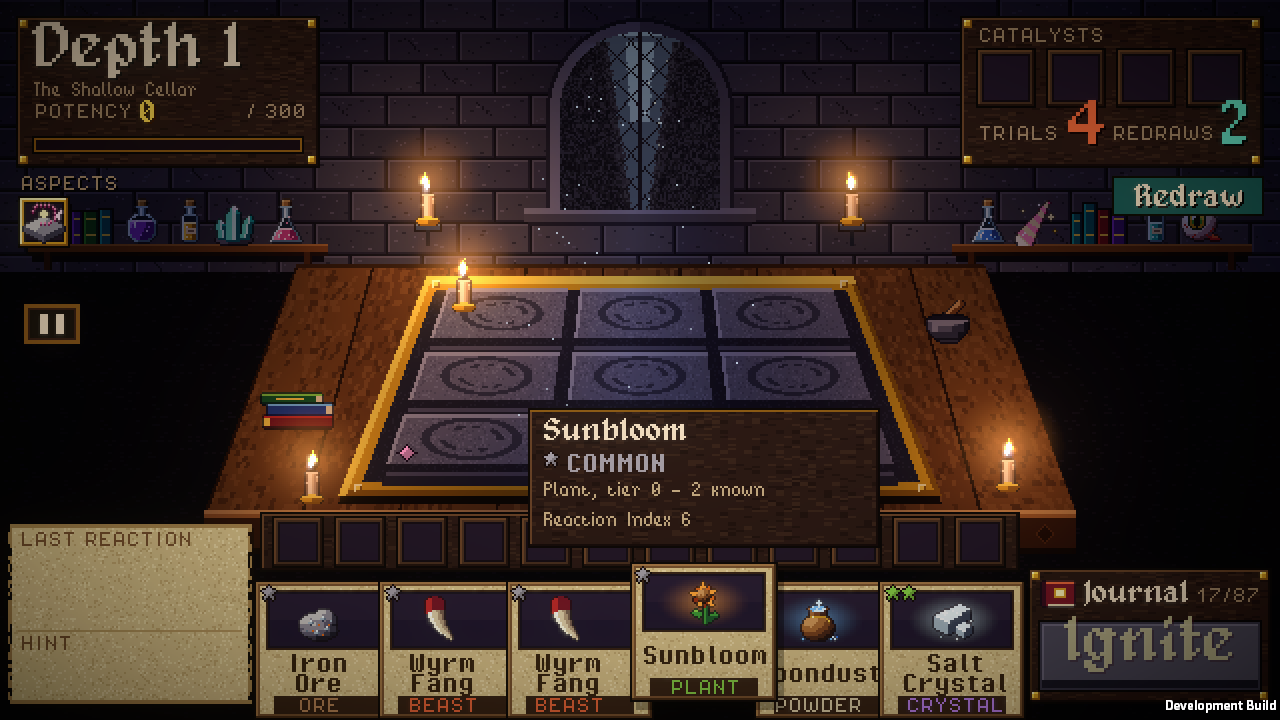 Depth 1
The Shallow Cellar
POTENCY 0 / 300
ASPECTS
CATALYSTS
TRIALS 4 REDRAWS 2
Redraw
Sunbloom
COMMON
Plant, tier 0 - 2 known
Reaction Index 6
LAST REACTION
HINT
Iron Ore
ORE
Wyrm Fang
BEAST
Wyrm Fang
BEAST
Sunbloom
PLANT
POWDER
Salt Crystal
CRYSTAL
Journal 17/87
Ignite
Development Build